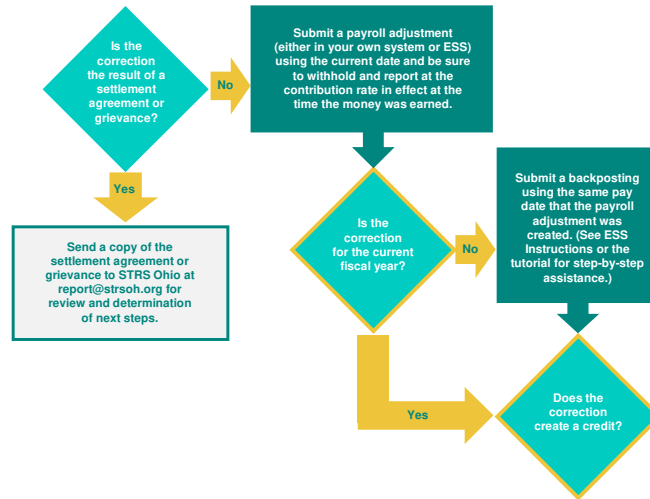 Is the
correction
the result of a
settlement
agreement or
grievance?
No
Submit a payroll adjustment
(either in your own system or ESS)
using the current date and be sure
to withhold and report at the
contribution rate in effect at the
time the money was earned.
Yes
Send a copy of the
settlement agreement or
grievance to STRS Ohio at
report@strsoh.org for
review and determination
of next steps.
Is the
correction
for the current
fiscal year?
No
Submit a backposting
using the same pay
date that the payroll
adjustment was
created. (See ESS
Instructions or the
tutorial for step-by-step
assistance.)
Yes
Does the
correction
create a credit?